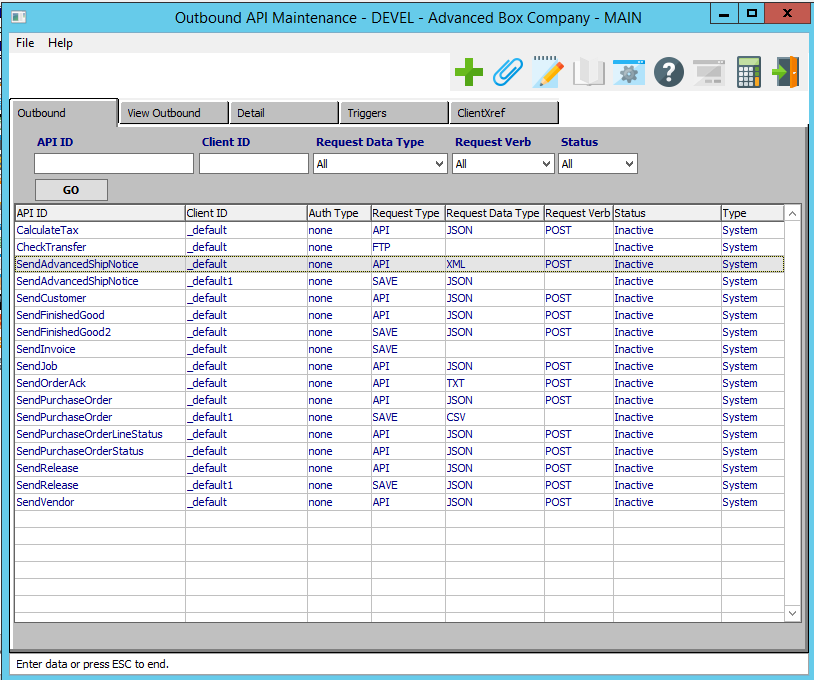 Outbound API Maintenance - DEVEL - Advanced Box Company - MAIN
File Help
Outbound View Outbound Detail Triggers ClientXref
API ID Client ID Request Data Type Request Verb Status
All All All
GO
API ID Client ID Auth Type Request Type Request Data Type Request Verb Status Type
CalculateTax _default none API JSON POST Inactive System
CheckTransfer _default none FTP Inactive System
SendAdvancedShipNotice _default none API XML POST Inactive System
SendAdvancedShipNotice _default1 none SAVE JSON Inactive System
SendCustomer _default none API JSON POST Inactive System
SendFinishedGood _default none API JSON POST Inactive System
SendFinishedGood2 _default none SAVE JSON POST Inactive System
SendInvoice _default none SAVE Inactive System
SendJob _default none API JSON POST Inactive System
SendOrderAck _default none API TXT POST Inactive System
SendPurchaseOrder _default none API JSON POST Inactive System
SendPurchaseOrder _default1 none SAVE CSV Inactive System
SendPurchaseOrderLineStatus _default none API JSON POST Inactive System
SendPurchaseOrderStatus _default none API JSON POST Inactive System
SendRelease _default none API JSON POST Inactive System
SendRelease _default1 none SAVE JSON POST Inactive System
SendVendor _default none API JSON POST Inactive System
Enter data or press ESC to end.